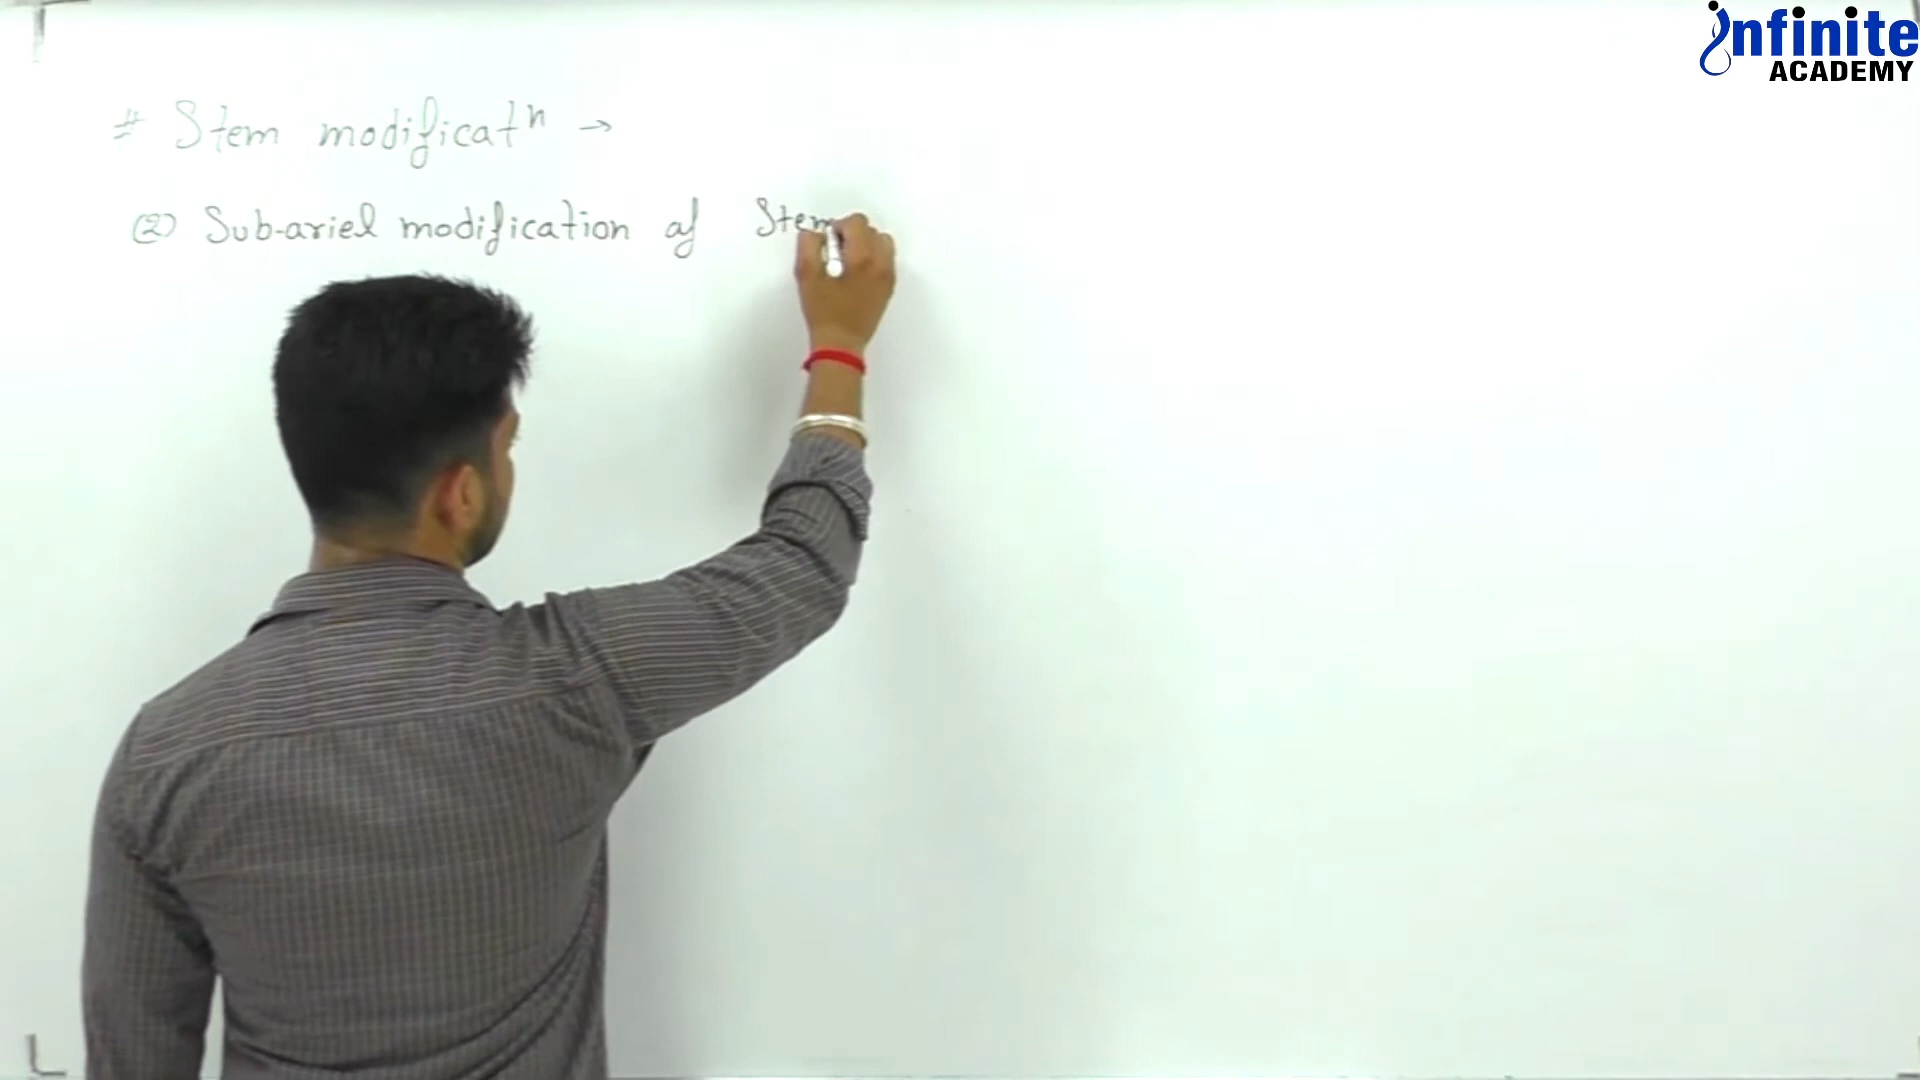 infinite
ACADEMY
# Stem modificatⁿ →
(2) Sub-ariel modification of Stem